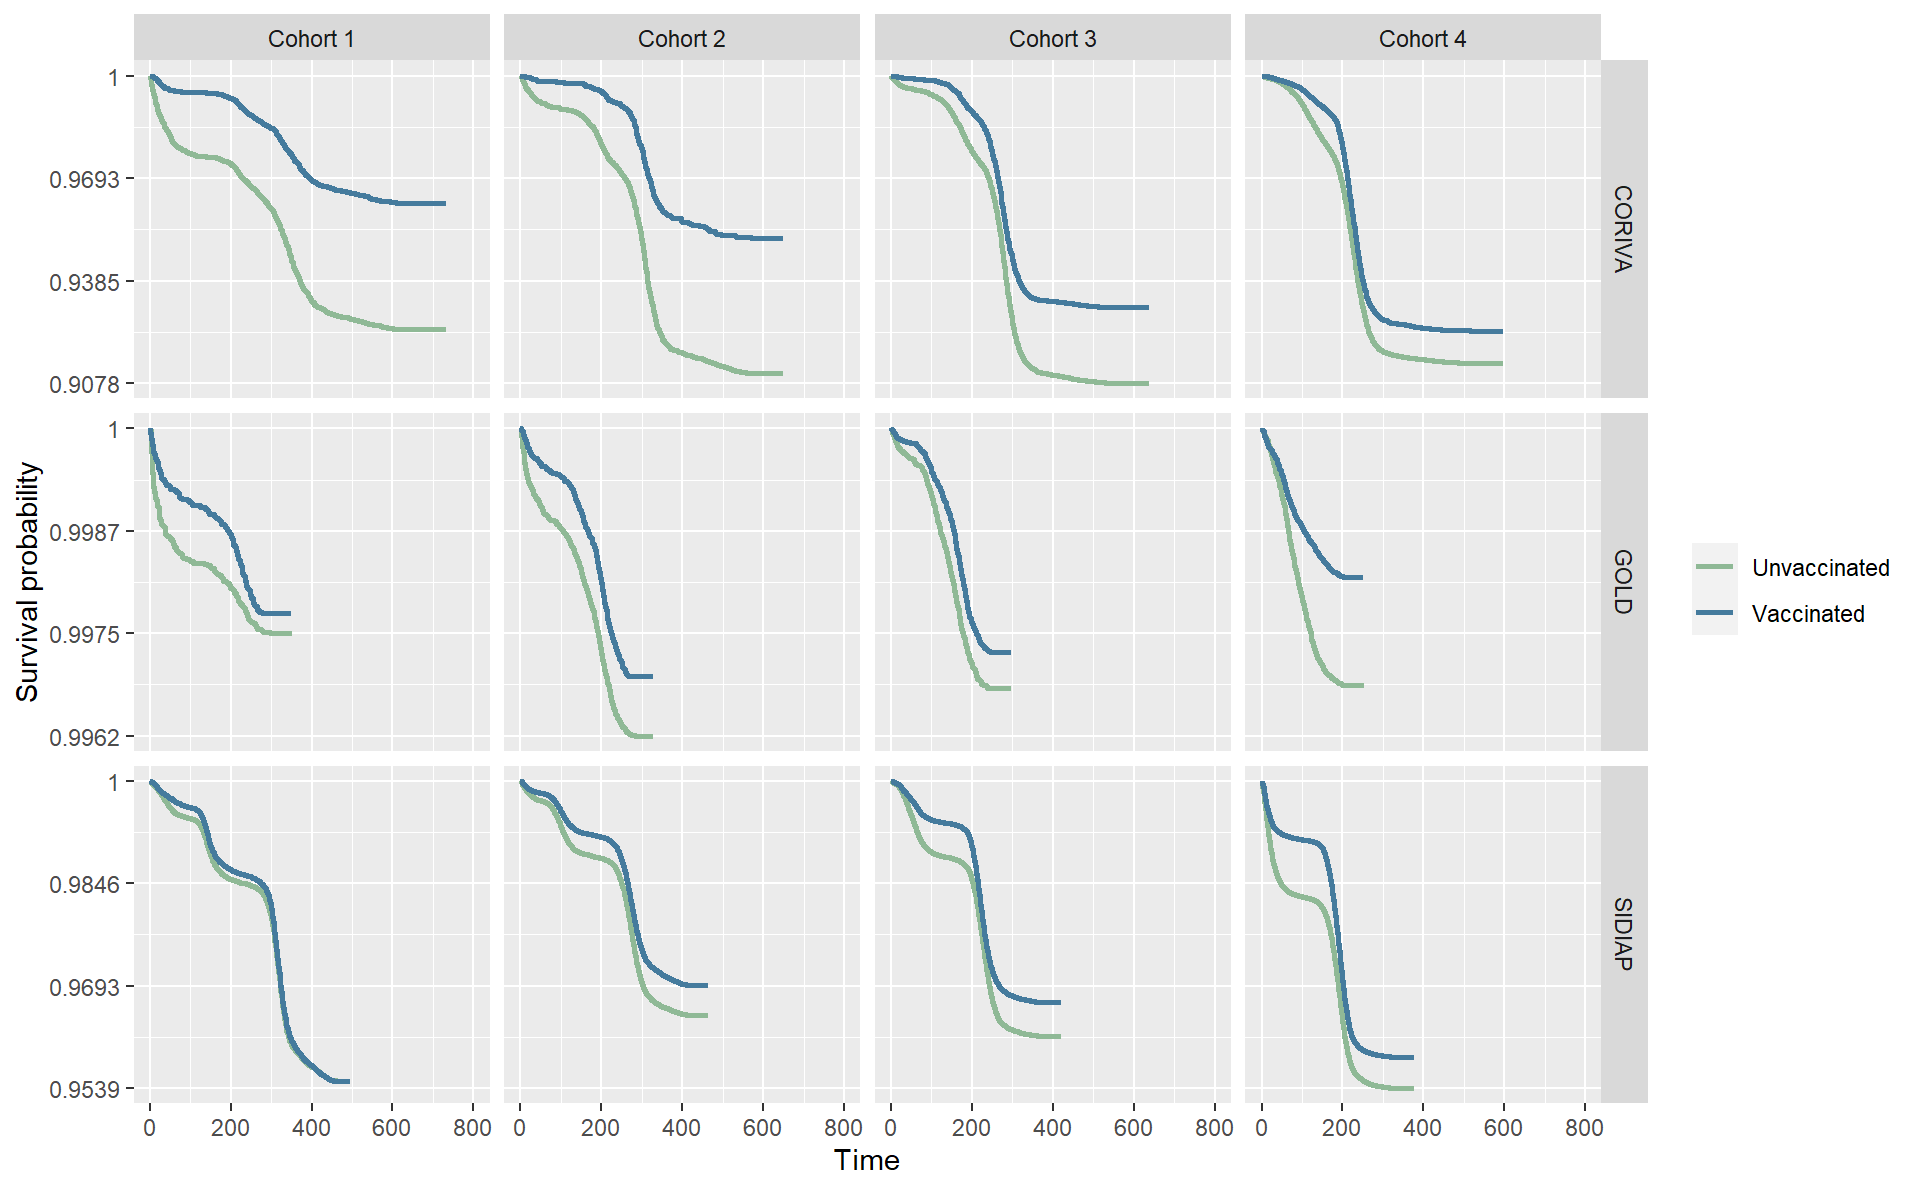 Cohort 1 Cohort 2 Cohort 3 Cohort 4
1
0.9693
0.9385
0.9078
CORIVA
1
0.9987
0.9975
0.9962
GOLD
1
0.9846
0.9693
0.9539
SIDIAP
0 200 400 600 800 0 200 400 600 800 0 200 400 600 800 0 200 400 600 800
Time
Survival probability
Unvaccinated
Vaccinated